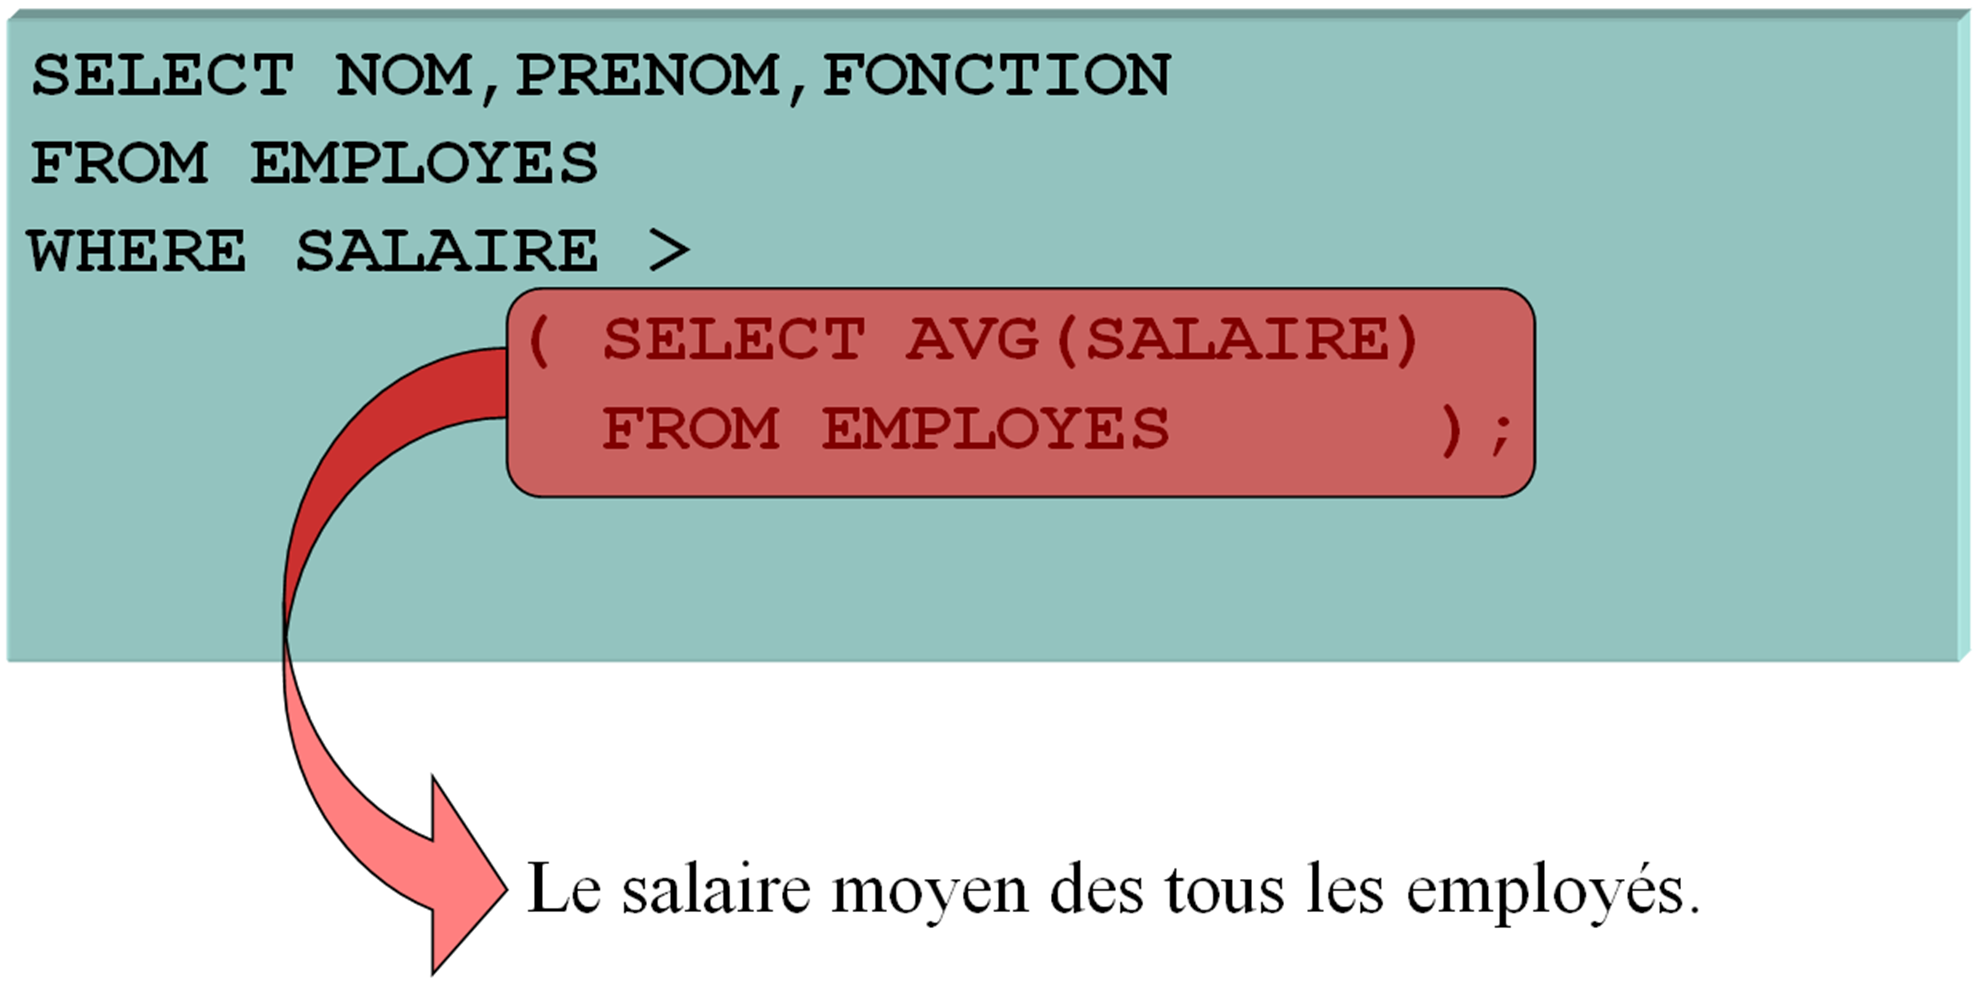 SELECT NOM,PRENOM,FONCTION
FROM EMPLOYES
WHERE SALAIRE >
( SELECT AVG(SALAIRE)
FROM EMPLOYES );
Le salaire moyen des tous les employés.